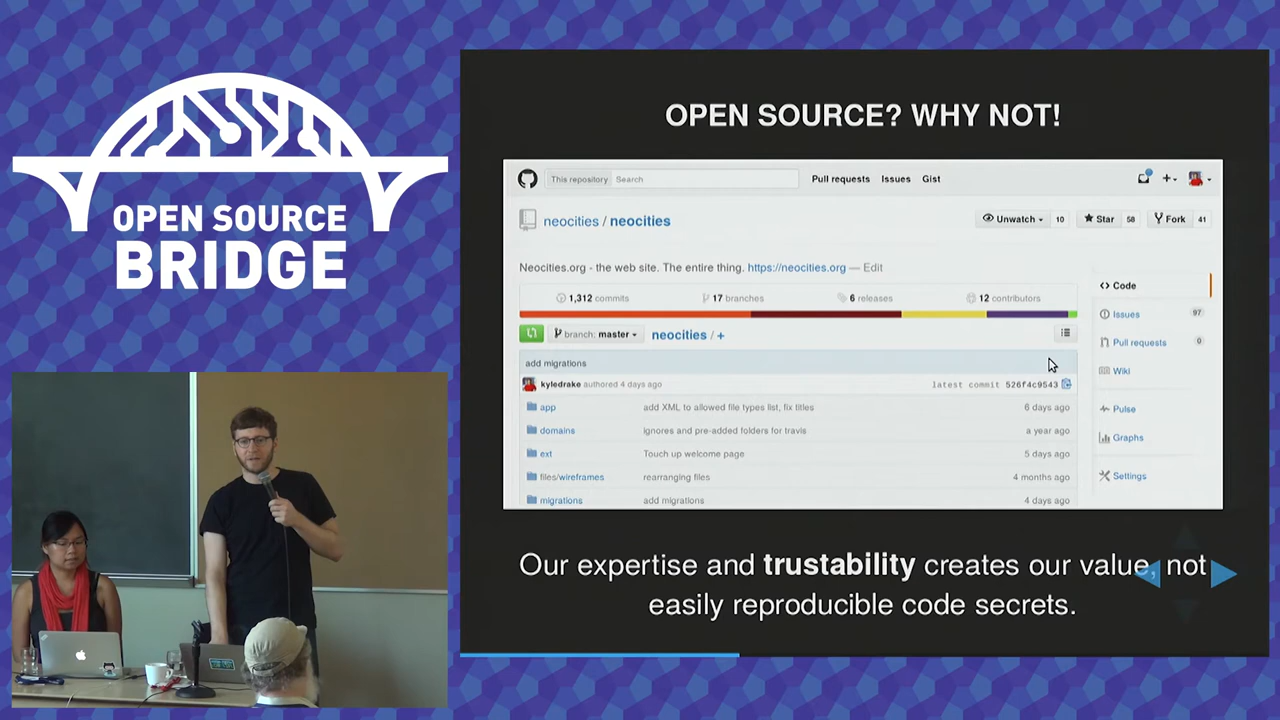 OPEN SOURCE
BRIDGE
OPEN SOURCE? WHY NOT!
This repository Search Pull requests Issues Gist
neocities / neocities Unwatch 10 Star 58 Fork 41
Neocities.org - the web site. The entire thing. https://neocities.org — Edit
1,312 commits 17 branches 6 releases 12 contributors
branch: master neocities / +
add migrations
kyledrake authored 4 days ago latest commit 526f4c9543
app add XML to allowed file types list, fix titles 6 days ago
domains ignores and pre-added folders for travis a year ago
ext Touch up welcome page 5 days ago
files/wireframes rearranging files 4 months ago
migrations add migrations 4 days ago
Code
Issues 97
Pull requests 0
Wiki
Pulse
Graphs
Settings
Our expertise and trustability creates our value, not
easily reproducible code secrets.